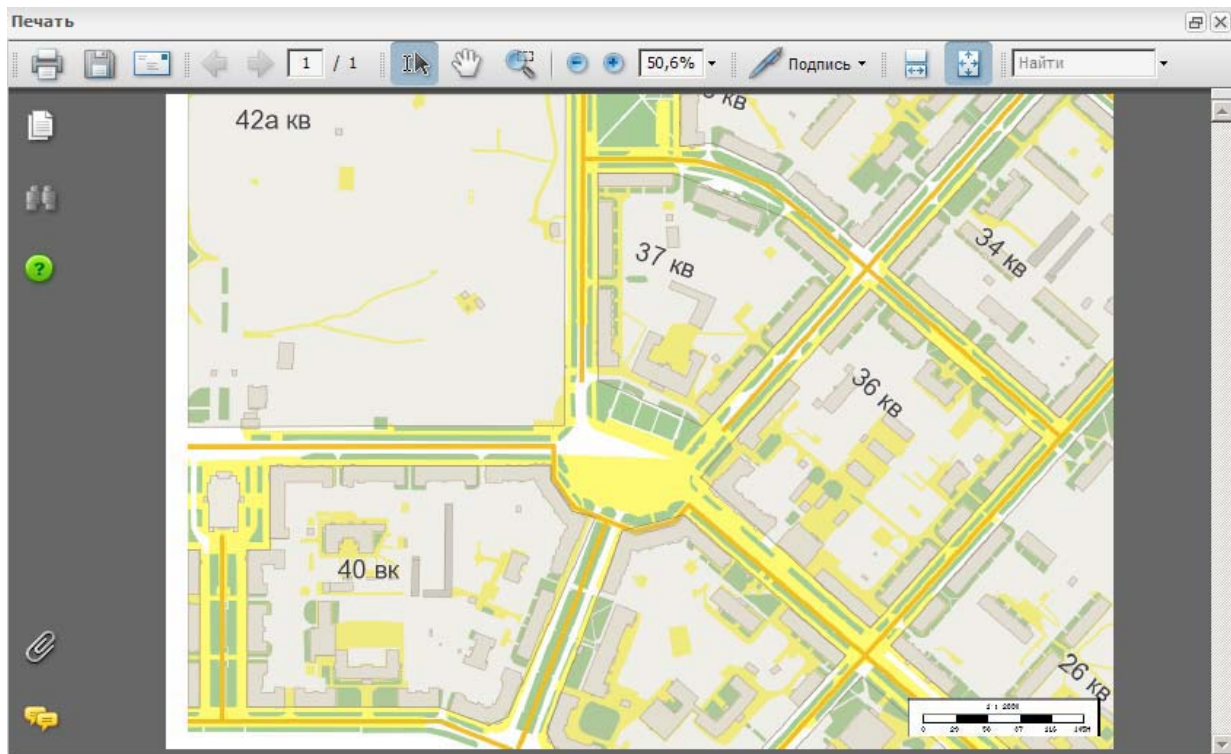 Печать
1 / 1
50,6%
Подпись
Найти
42а кв
37 кв
34 кв
36 кв
40 вк
26 кв